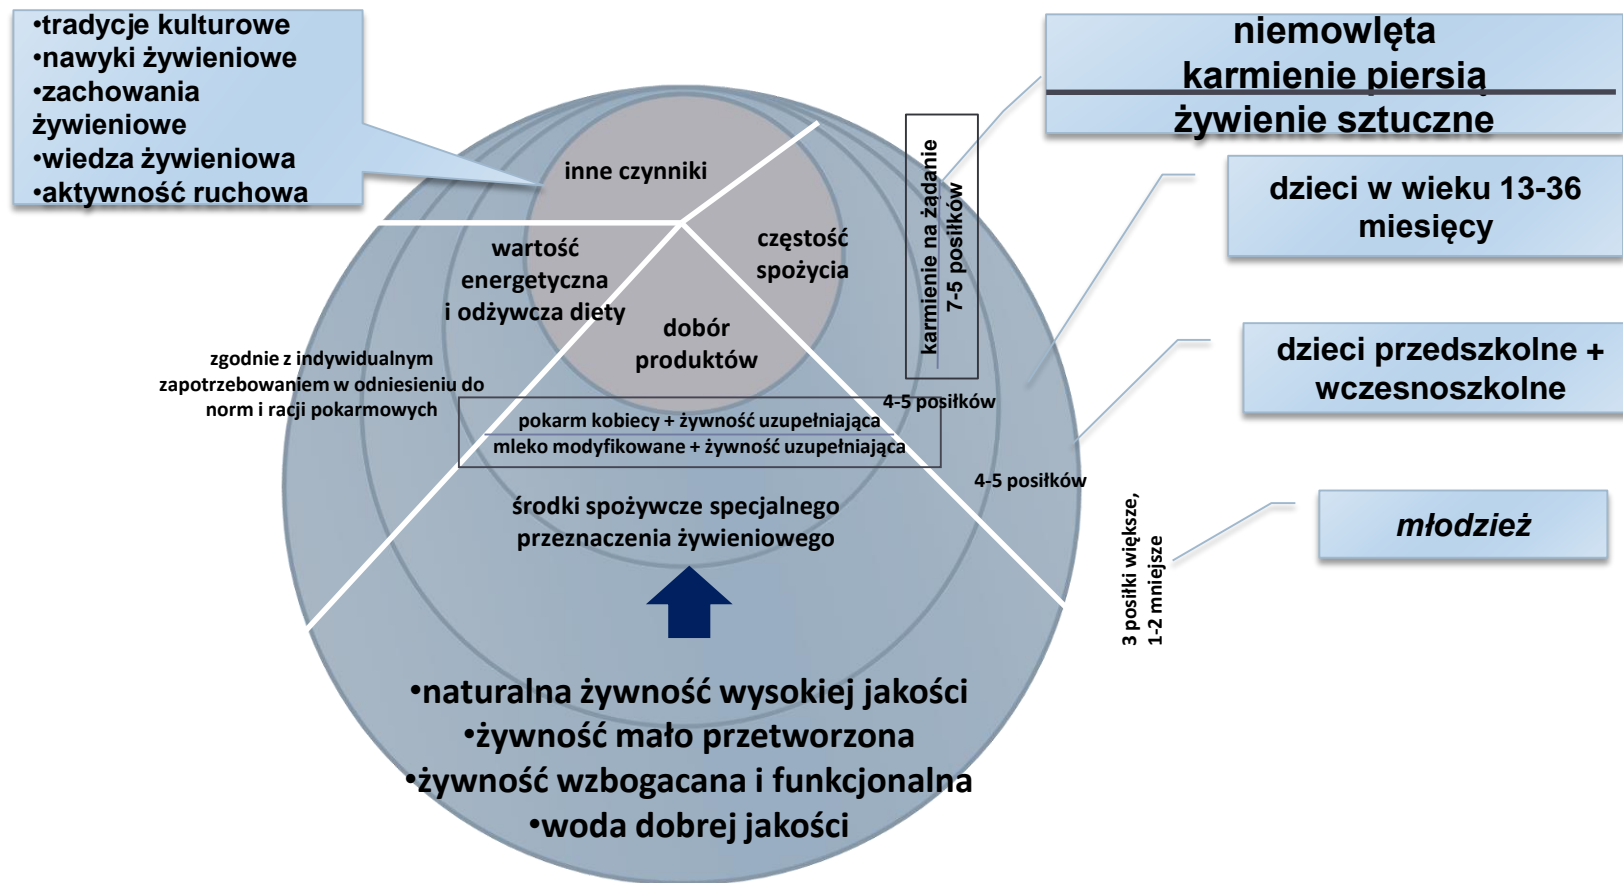 •tradycje kulturowe
•nawyki żywieniowe
•zachowania
żywieniowe
•wiedza żywieniowa
•aktywność ruchowa
niemowlęta
karmienie piersią
żywienie sztuczne
dzieci w wieku 13-36
miesięcy
dzieci przedszkolne +
wczesnoszkolne
młodzież
inne czynniki
częstość
spożycia
wartość
energetyczna
i odżywcza diety
dobór
produktów
karmienie na żądanie
7-5 posiłków
zgodnie z indywidualnym
zapotrzebowaniem w odniesieniu do
norm i racji pokarmowych
4-5 posiłków
pokarm kobiecy + żywność uzupełniająca
mleko modyfikowane + żywność uzupełniająca
4-5 posiłków
środki spożywcze specjalnego
przeznaczenia żywieniowego
3 posiłki większe,
1-2 mniejsze
•naturalna żywność wysokiej jakości
•żywność mało przetworzona
•żywność wzbogacana i funkcjonalna
•woda dobrej jakości